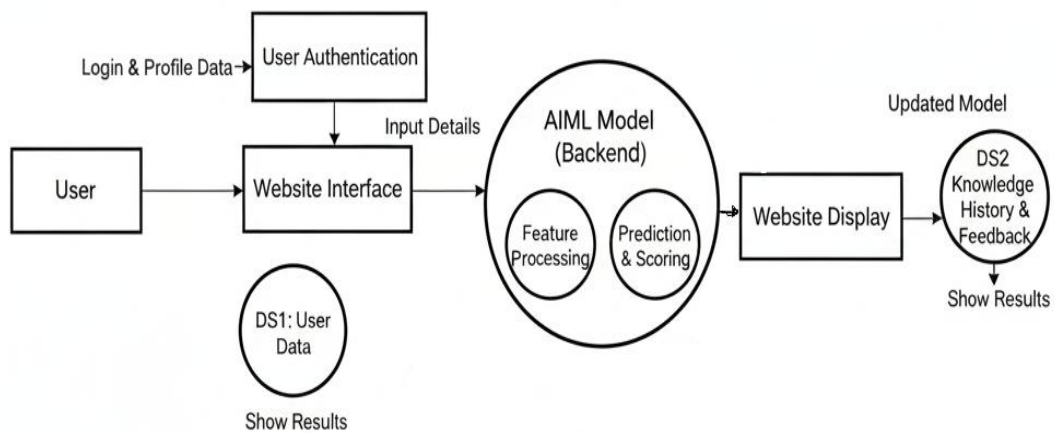 User Authentication
Login & Profile Data
Input Details
User
Website Interface
AIML Model
(Backend)
Feature
Processing
Prediction
& Scoring
Website Display
Updated Model
DS2
Knowledge
History &
Feedback
Show Results
DS1: User
Data
Show Results